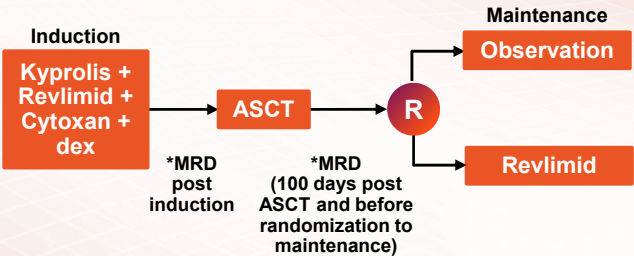 Induction
Kyprolis +
Revlimid +
Cytoxan +
dex
ASCT
*MRD
post
induction
*MRD
(100 days post
ASCT and before
randomization to
maintenance)
R
Maintenance
Observation
Revlimid